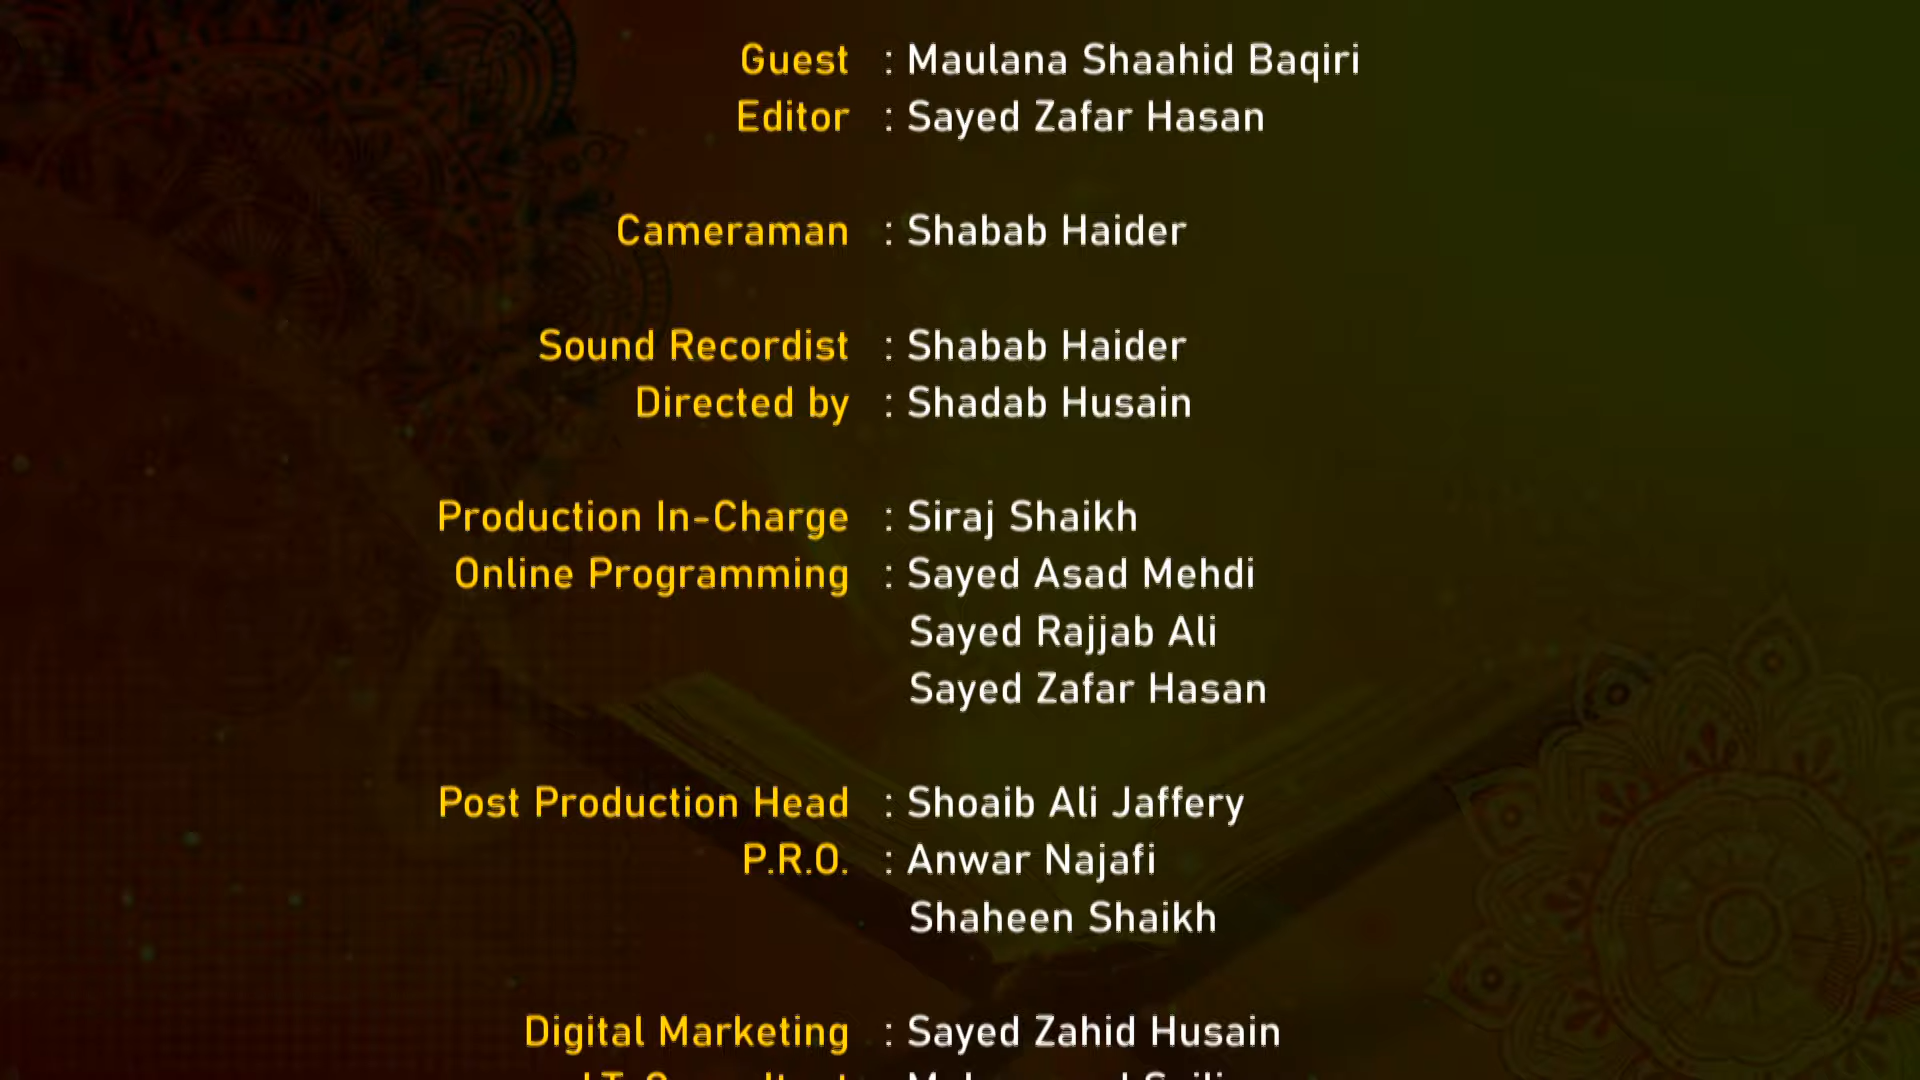 Guest : Maulana Shaahid Baqiri
Editor : Sayed Zafar Hasan
Cameraman : Shabab Haider
Sound Recordist : Shabab Haider
Directed by : Shadab Husain
Production In-Charge : Siraj Shaikh
Online Programming : Sayed Asad Mehdi
Sayed Rajjab Ali
Sayed Zafar Hasan
Post Production Head : Shoaib Ali Jaffery
P.R.O. : Anwar Najafi
Shaheen Shaikh
Digital Marketing : Sayed Zahid Husain